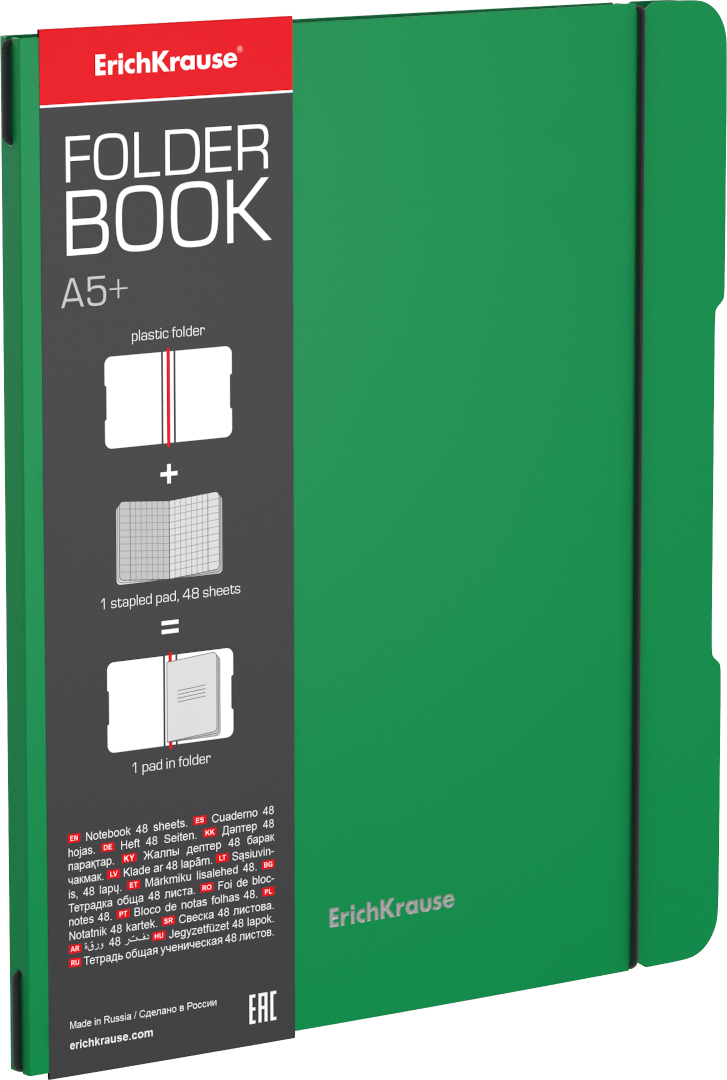 ErichKrause®
FOLDER
BOOK
A5+
plastic folder
+
1 stapled pad, 48 sheets
=
1 pad in folder
EN Notebook 48 sheets. ES Cuaderno 48
hojas. DE Heft 48 Seiten. KK Дәптер 48
парақтар. KY Жалпы дептер 48 барак
чакмак. LV Klade ar 48 lapām. LT Sąsiuvin-
is, 48 lapų. ET Märkmiku lisalehed 48. BG
Тетрадка обща 48 листа. RO Foi de bloc-
notes 48. PT Bloco de notas folhas 48. PL
Notatnik 48 kartek. SR Свеска 48 листова.
AR دفتر 48 ورقة HU Jegyzetfüzet 48 lapok.
RU Тетрадь общая ученическая 48 листов.
Made in Russia / Сделано в России
erichkrause.com
EAC
ErichKrause